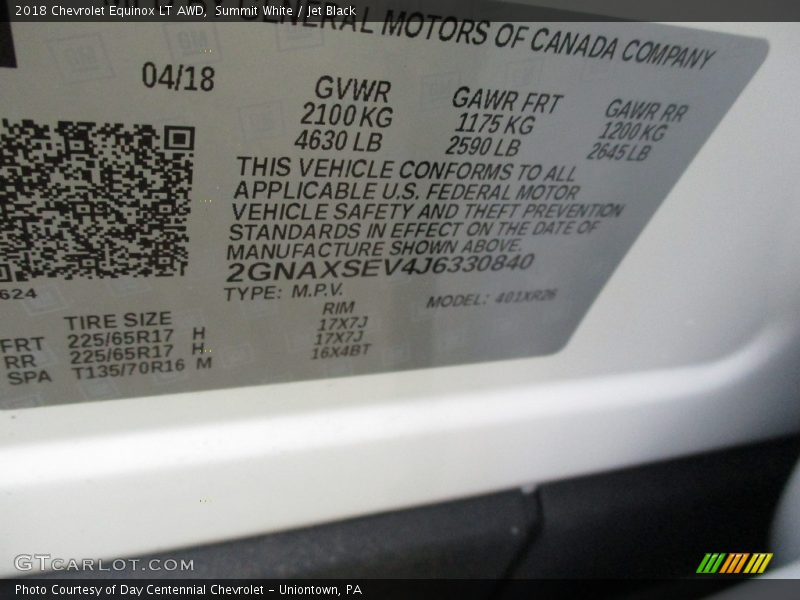 2018 Chevrolet Equinox LT AWD, Summit White / Jet Black
GENERAL MOTORS OF CANADA COMPANY
04/18
GVWR
2100 KG
4630 LB
GAWR FRT
1175 KG
2590 LB
GAWR RR
1200 KG
2645 LB
THIS VEHICLE CONFORMS TO ALL
APPLICABLE U.S. FEDERAL MOTOR
VEHICLE SAFETY AND THEFT PREVENTION
STANDARDS IN EFFECT ON THE DATE OF
MANUFACTURE SHOWN ABOVE.
2GNAXSEV4J6330840
TYPE: M.P.V.
MODEL: 401XR26
624
TIRE SIZE
RIM
FRT 225/65R17 H 17X7J
RR 225/65R17 H 17X7J
SPA T135/70R16 M 16X4BT
GTCARLOT.COM
Photo Courtesy of Day Centennial Chevrolet - Uniontown, PA